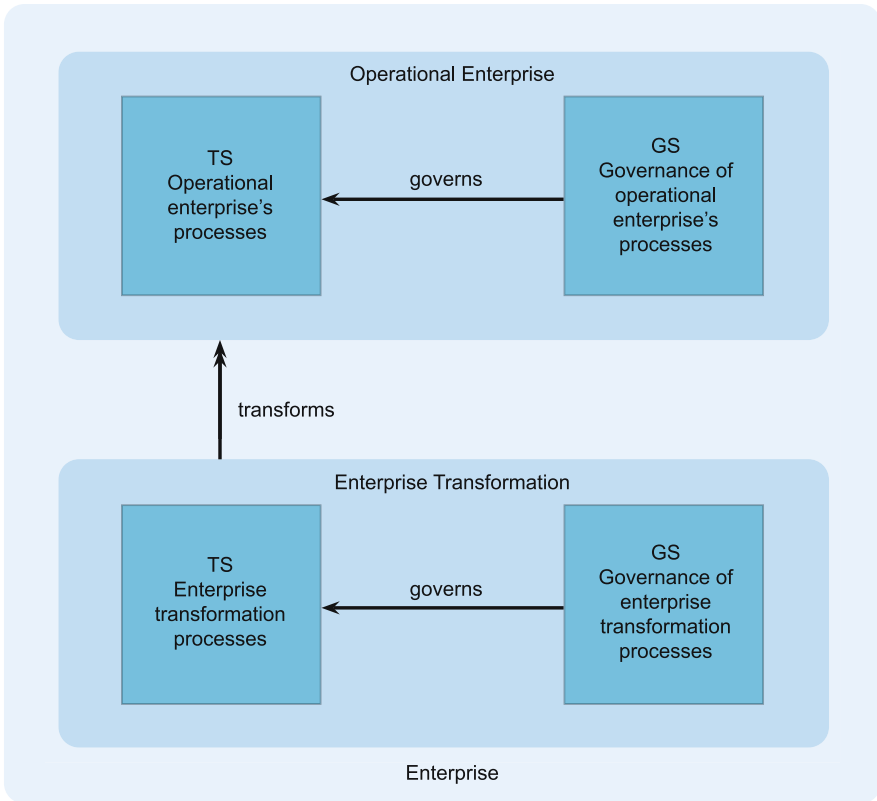 Operational Enterprise
TS
Operational
enterprise’s
processes
governs
GS
Governance of
operational
enterprise’s
processes
transforms
Enterprise Transformation
TS
Enterprise
transformation
processes
governs
GS
Governance of
enterprise
transformation
processes
Enterprise